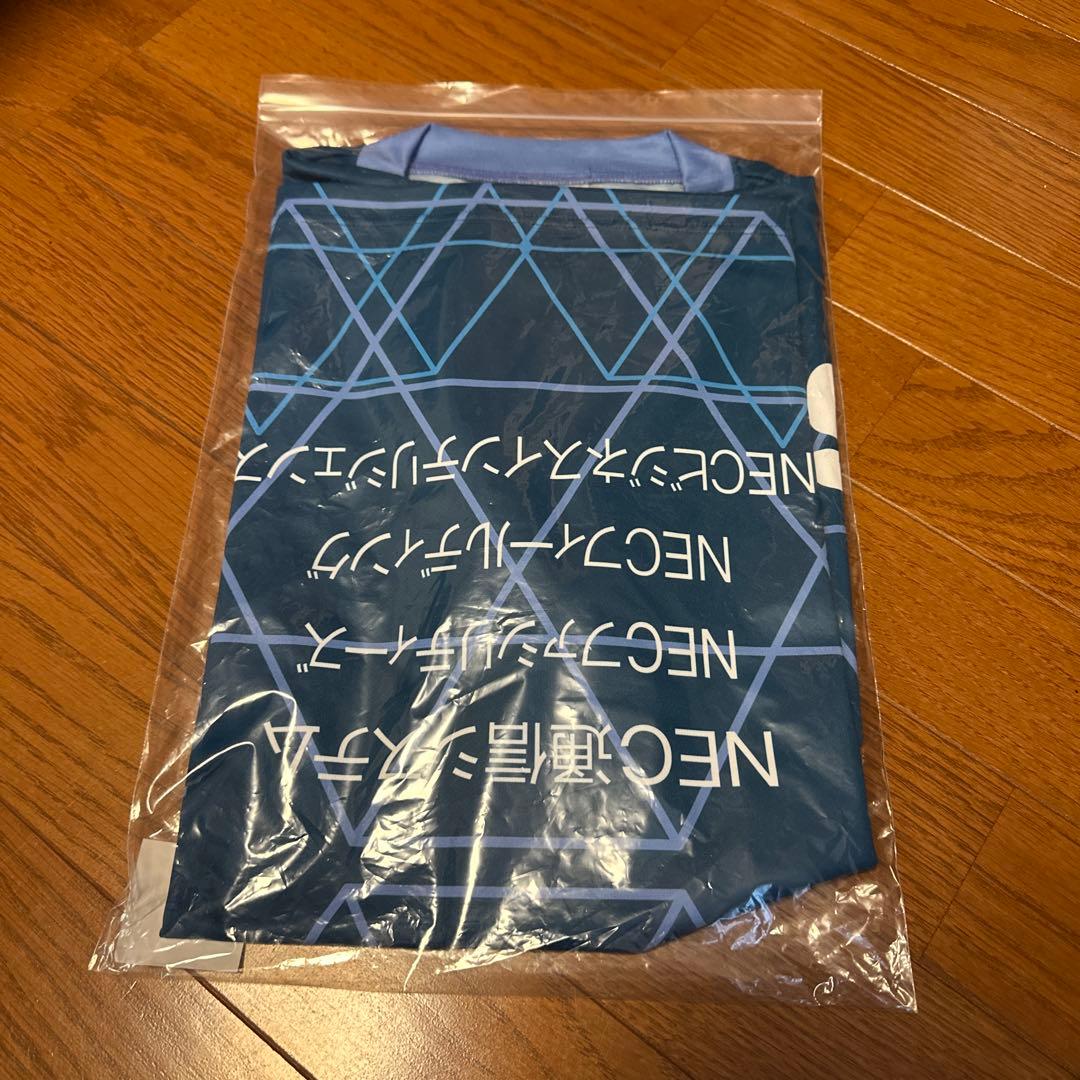 NEC通信システム
NECファシリティーズ
NECフィールディング
NECビジネスインテリジェンス